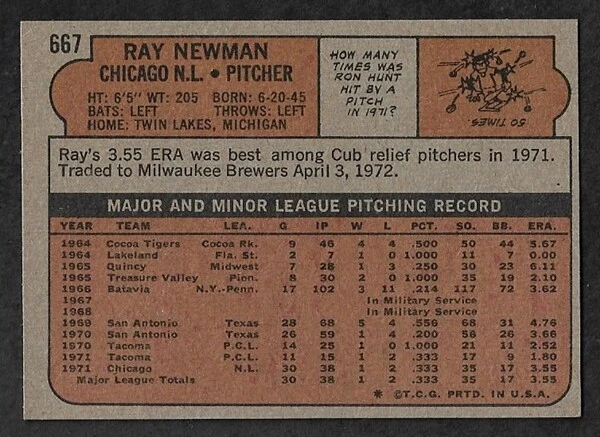 667
RAY NEWMAN
CHICAGO N.L. • PITCHER
HT: 6'5" WT: 205 BORN: 6-20-45
BATS: LEFT THROWS: LEFT
HOME: TWIN LAKES, MICHIGAN
HOW MANY
TIMES WAS
RON HUNT
HIT BY A
PITCH
IN 1971?
50 TIMES
Ray's 3.55 ERA was best among Cub relief pitchers in 1971.
Traded to Milwaukee Brewers April 3, 1972.
MAJOR AND MINOR LEAGUE PITCHING RECORD
YEAR TEAM LEA. G IP W L PCT. SO. BB. ERA.
1964 Cocoa Tigers Cocoa Rk. 9 46 4 4 .500 50 44 5.67
1964 Lakeland Fla. St. 2 7 1 0 1.000 11 7 0.00
1965 Quincy Midwest 7 28 1 3 .250 30 23 6.11
1965 Treasure Valley Pion. 8 30 2 0 1.000 35 19 2.10
1966 Batavia N.Y.-Penn. 17 102 3 11 .214 117 72 3.62
1967 In Military Service
1968 In Military Service
1969 San Antonio Texas 28 68 5 4 .556 68 31 4.76
1970 San Antonio Texas 26 59 1 4 .200 56 26 3.66
1970 Tacoma P.C.L. 14 25 1 0 1.000 21 11 2.52
1971 Tacoma P.C.L. 11 15 1 2 .333 17 9 1.80
1971 Chicago N.L. 30 38 1 2 .333 35 17 3.55
Major League Totals 30 38 1 2 .333 35 17 3.55
* ©T.C.G. PRTD. IN U.S.A.